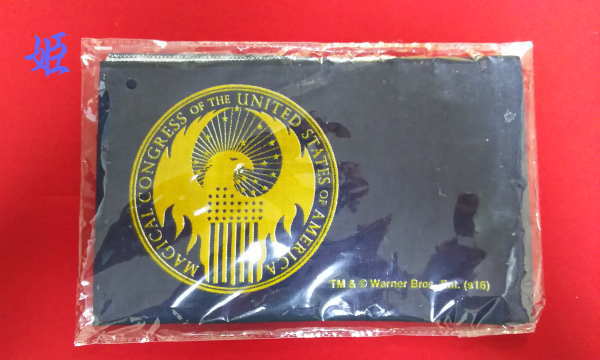 姫
MAGICAL CONGRESS OF THE UNITED STATES OF AMERICA
TM & © Warner Bros. Ent. (s16)